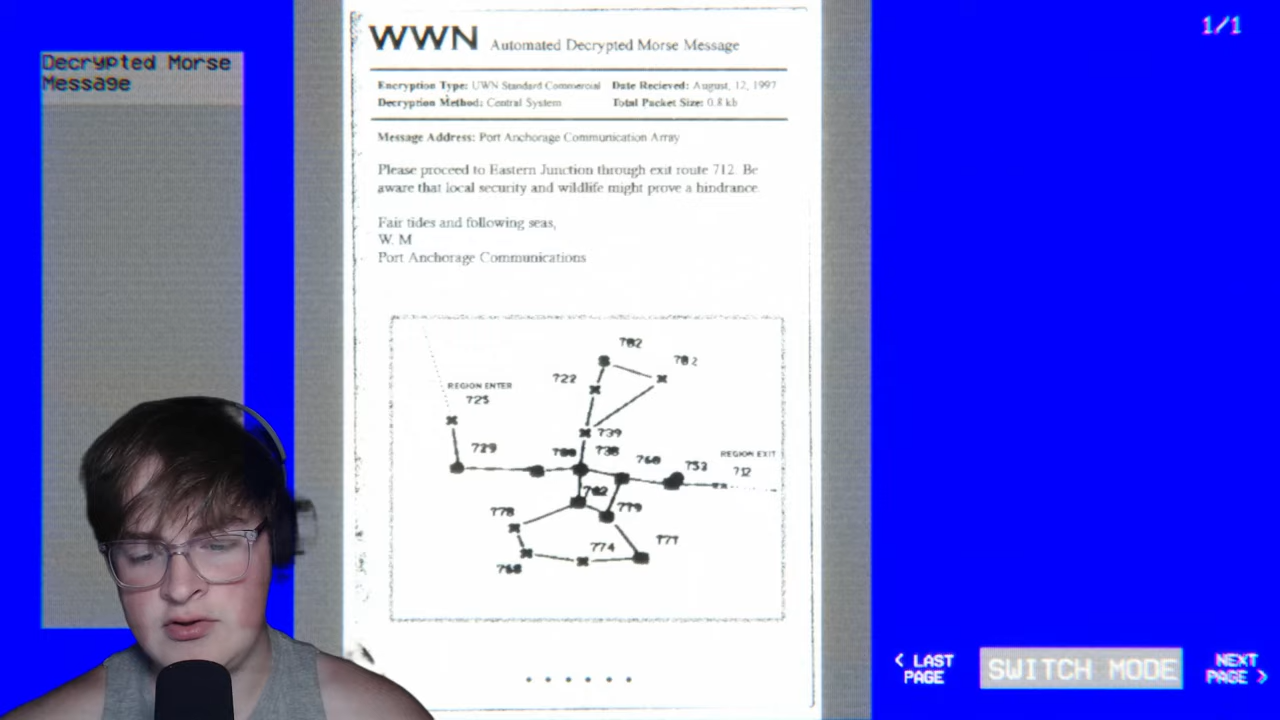 1/1
Decrypted Morse
Message
WWN Automated Decrypted Morse Message
Encryption Type: UWN Standard Commercial Date Recieved: August, 12, 1997
Decryption Method: Central System Total Packet Size: 0.8 kb
Message Address: Port Anchorage Communication Array
Please proceed to Eastern Junction through exit route 712. Be
aware that local security and wildlife might prove a hindrance.
Fair tides and following seas,
W. M
Port Anchorage Communications
782
782
722
REGION ENTER
725
739
729
738
760
753
REGION EXIT
712
782
779
778
774
771
768
< LAST
PAGE
SWITCH MODE
NEXT
PAGE >